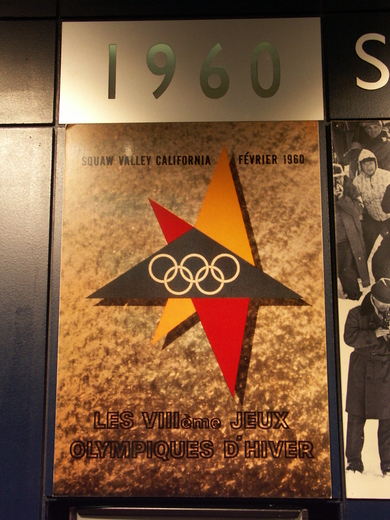 1960
S
SQUAW VALLEY CALIFORNIA FÉVRIER 1960
LES VIIIème JEUX
OLYMPIQUES D'HIVER